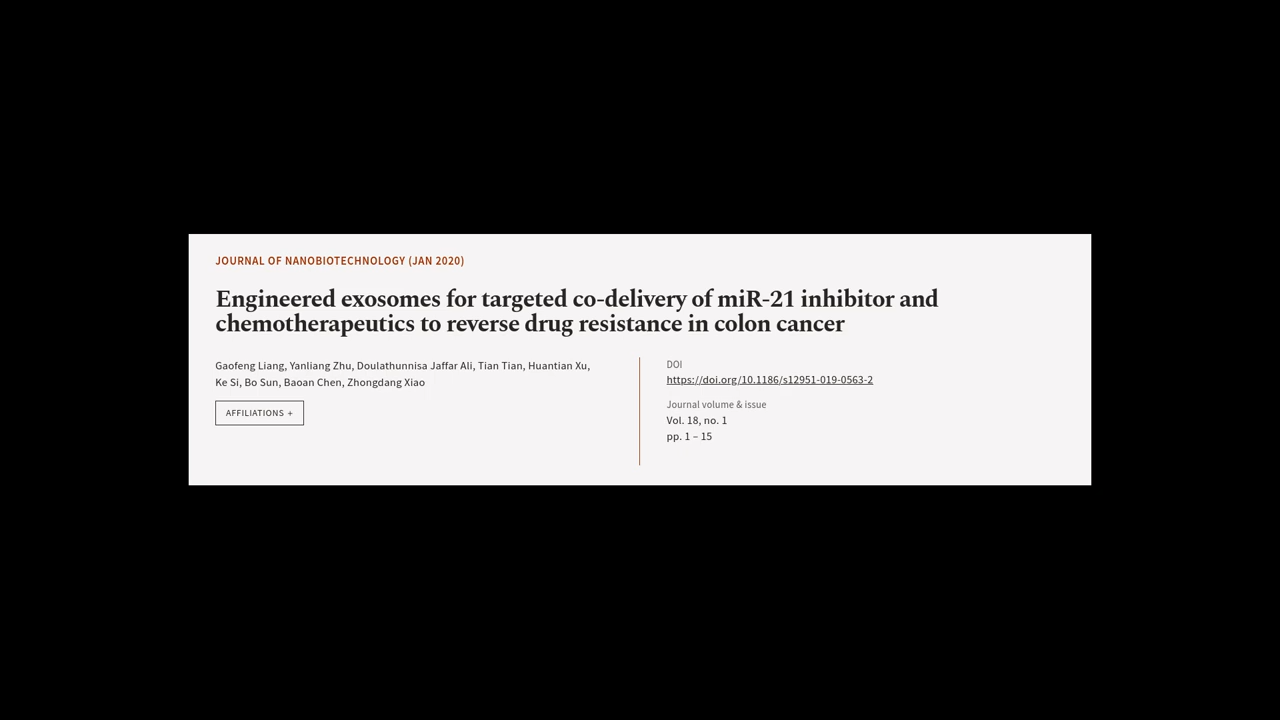 JOURNAL OF NANOBIOTECHNOLOGY (JAN 2020)
Engineered exosomes for targeted co-delivery of miR-21 inhibitor and
chemotherapeutics to reverse drug resistance in colon cancer
Gaofeng Liang, Yanliang Zhu, Doulathunnisa Jaffar Ali, Tian Tian, Huantian Xu,
Ke Si, Bo Sun, Baoan Chen, Zhongdang Xiao
AFFILIATIONS +
DOI
https://doi.org/10.1186/s12951-019-0563-2
Journal volume & issue
Vol. 18, no. 1
pp. 1 – 15